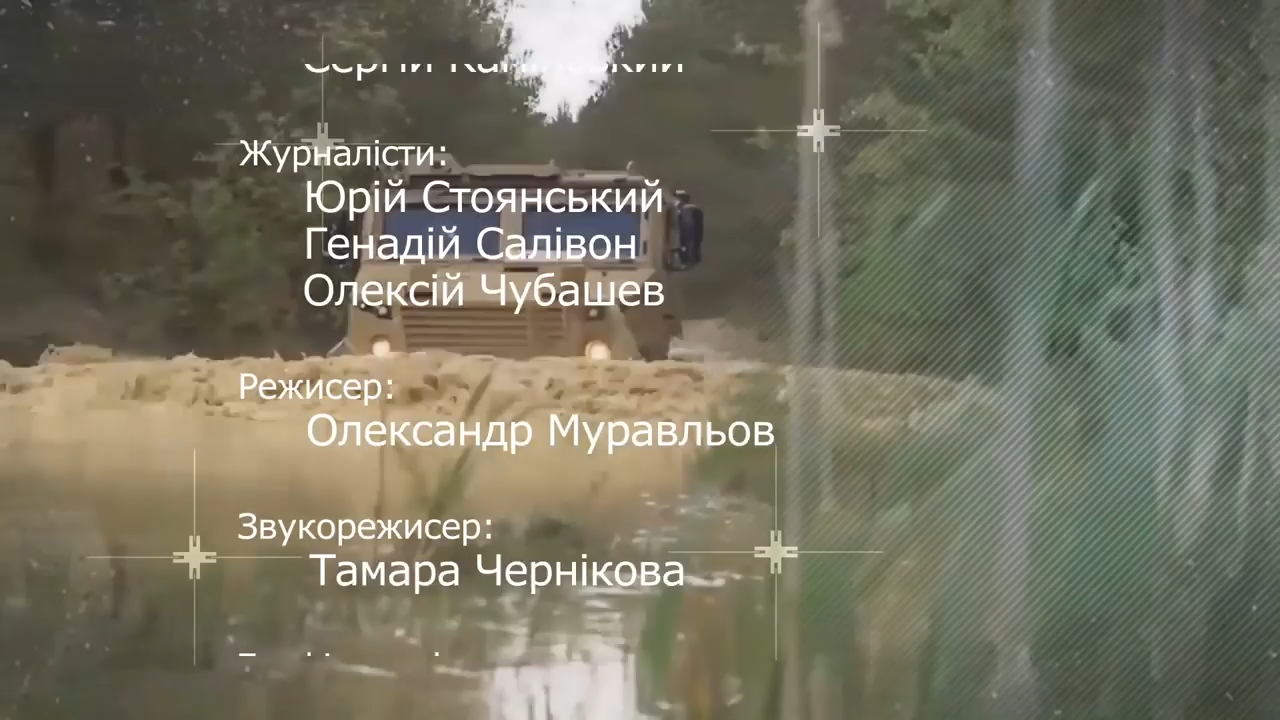 Журналісти:
Юрій Стоянський
Генадій Салівон
Олексій Чубашев
Режисер:
Олександр Муравльов
Звукорежисер:
Тамара Чернікова